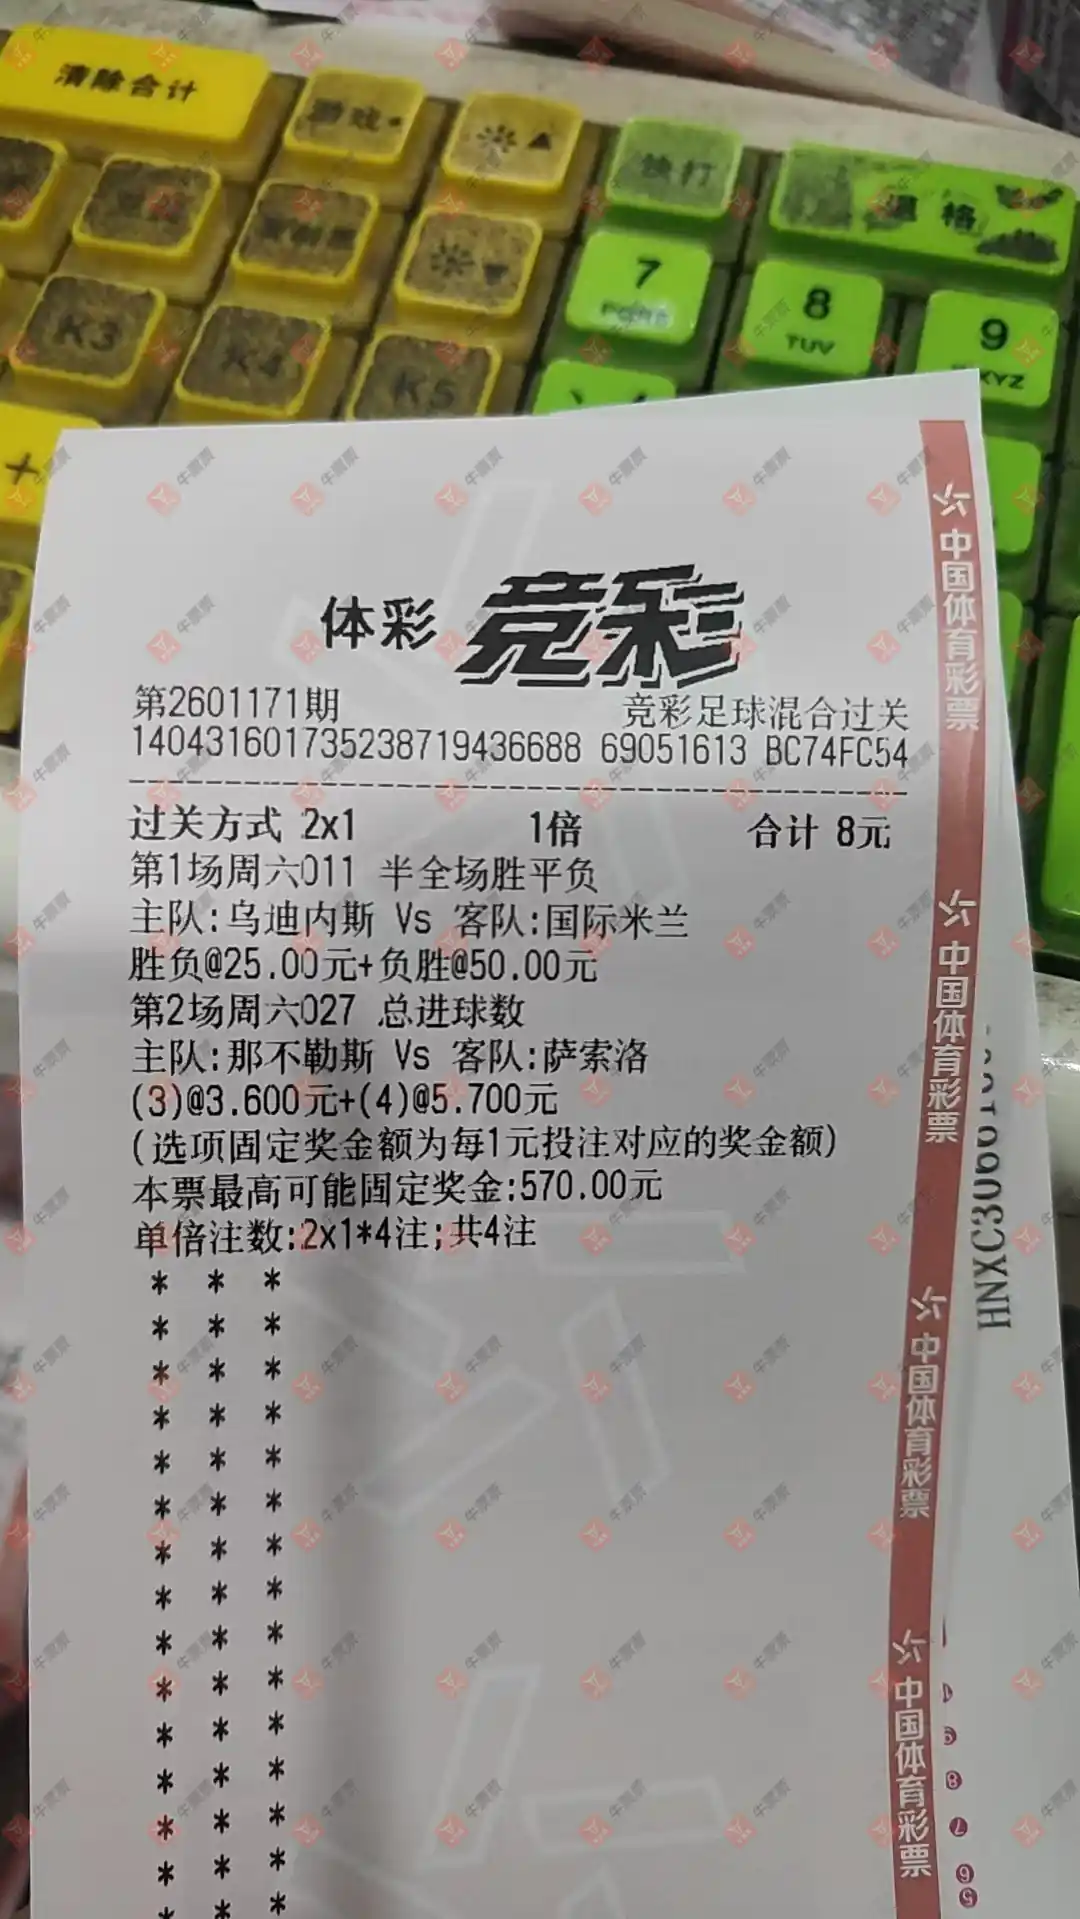 清除合计
游戏
▲
快打
退格
▼
7
8
TUV
9
K3
K4
K5
+
体彩 竞彩
第2601171期 竞彩足球混合过关
140431601735238719436688 69051613 BC74FC54
过关方式 2x1 1倍 合计 8元
第1场周六011 半全场胜平负
主队:乌迪内斯 Vs 客队:国际米兰
胜负@25.00元+负胜@50.00元
第2场周六027 总进球数
主队:那不勒斯 Vs 客队:萨索洛
(3)@3.600元+(4)@5.700元
(选项固定奖金额为每1元投注对应的奖金额)
本票最高可能固定奖金:570.00元
单倍注数:2x1*4注;共4注
中国体育彩票
中国体育彩票
中国体育彩票
中国体育彩票
牛票票